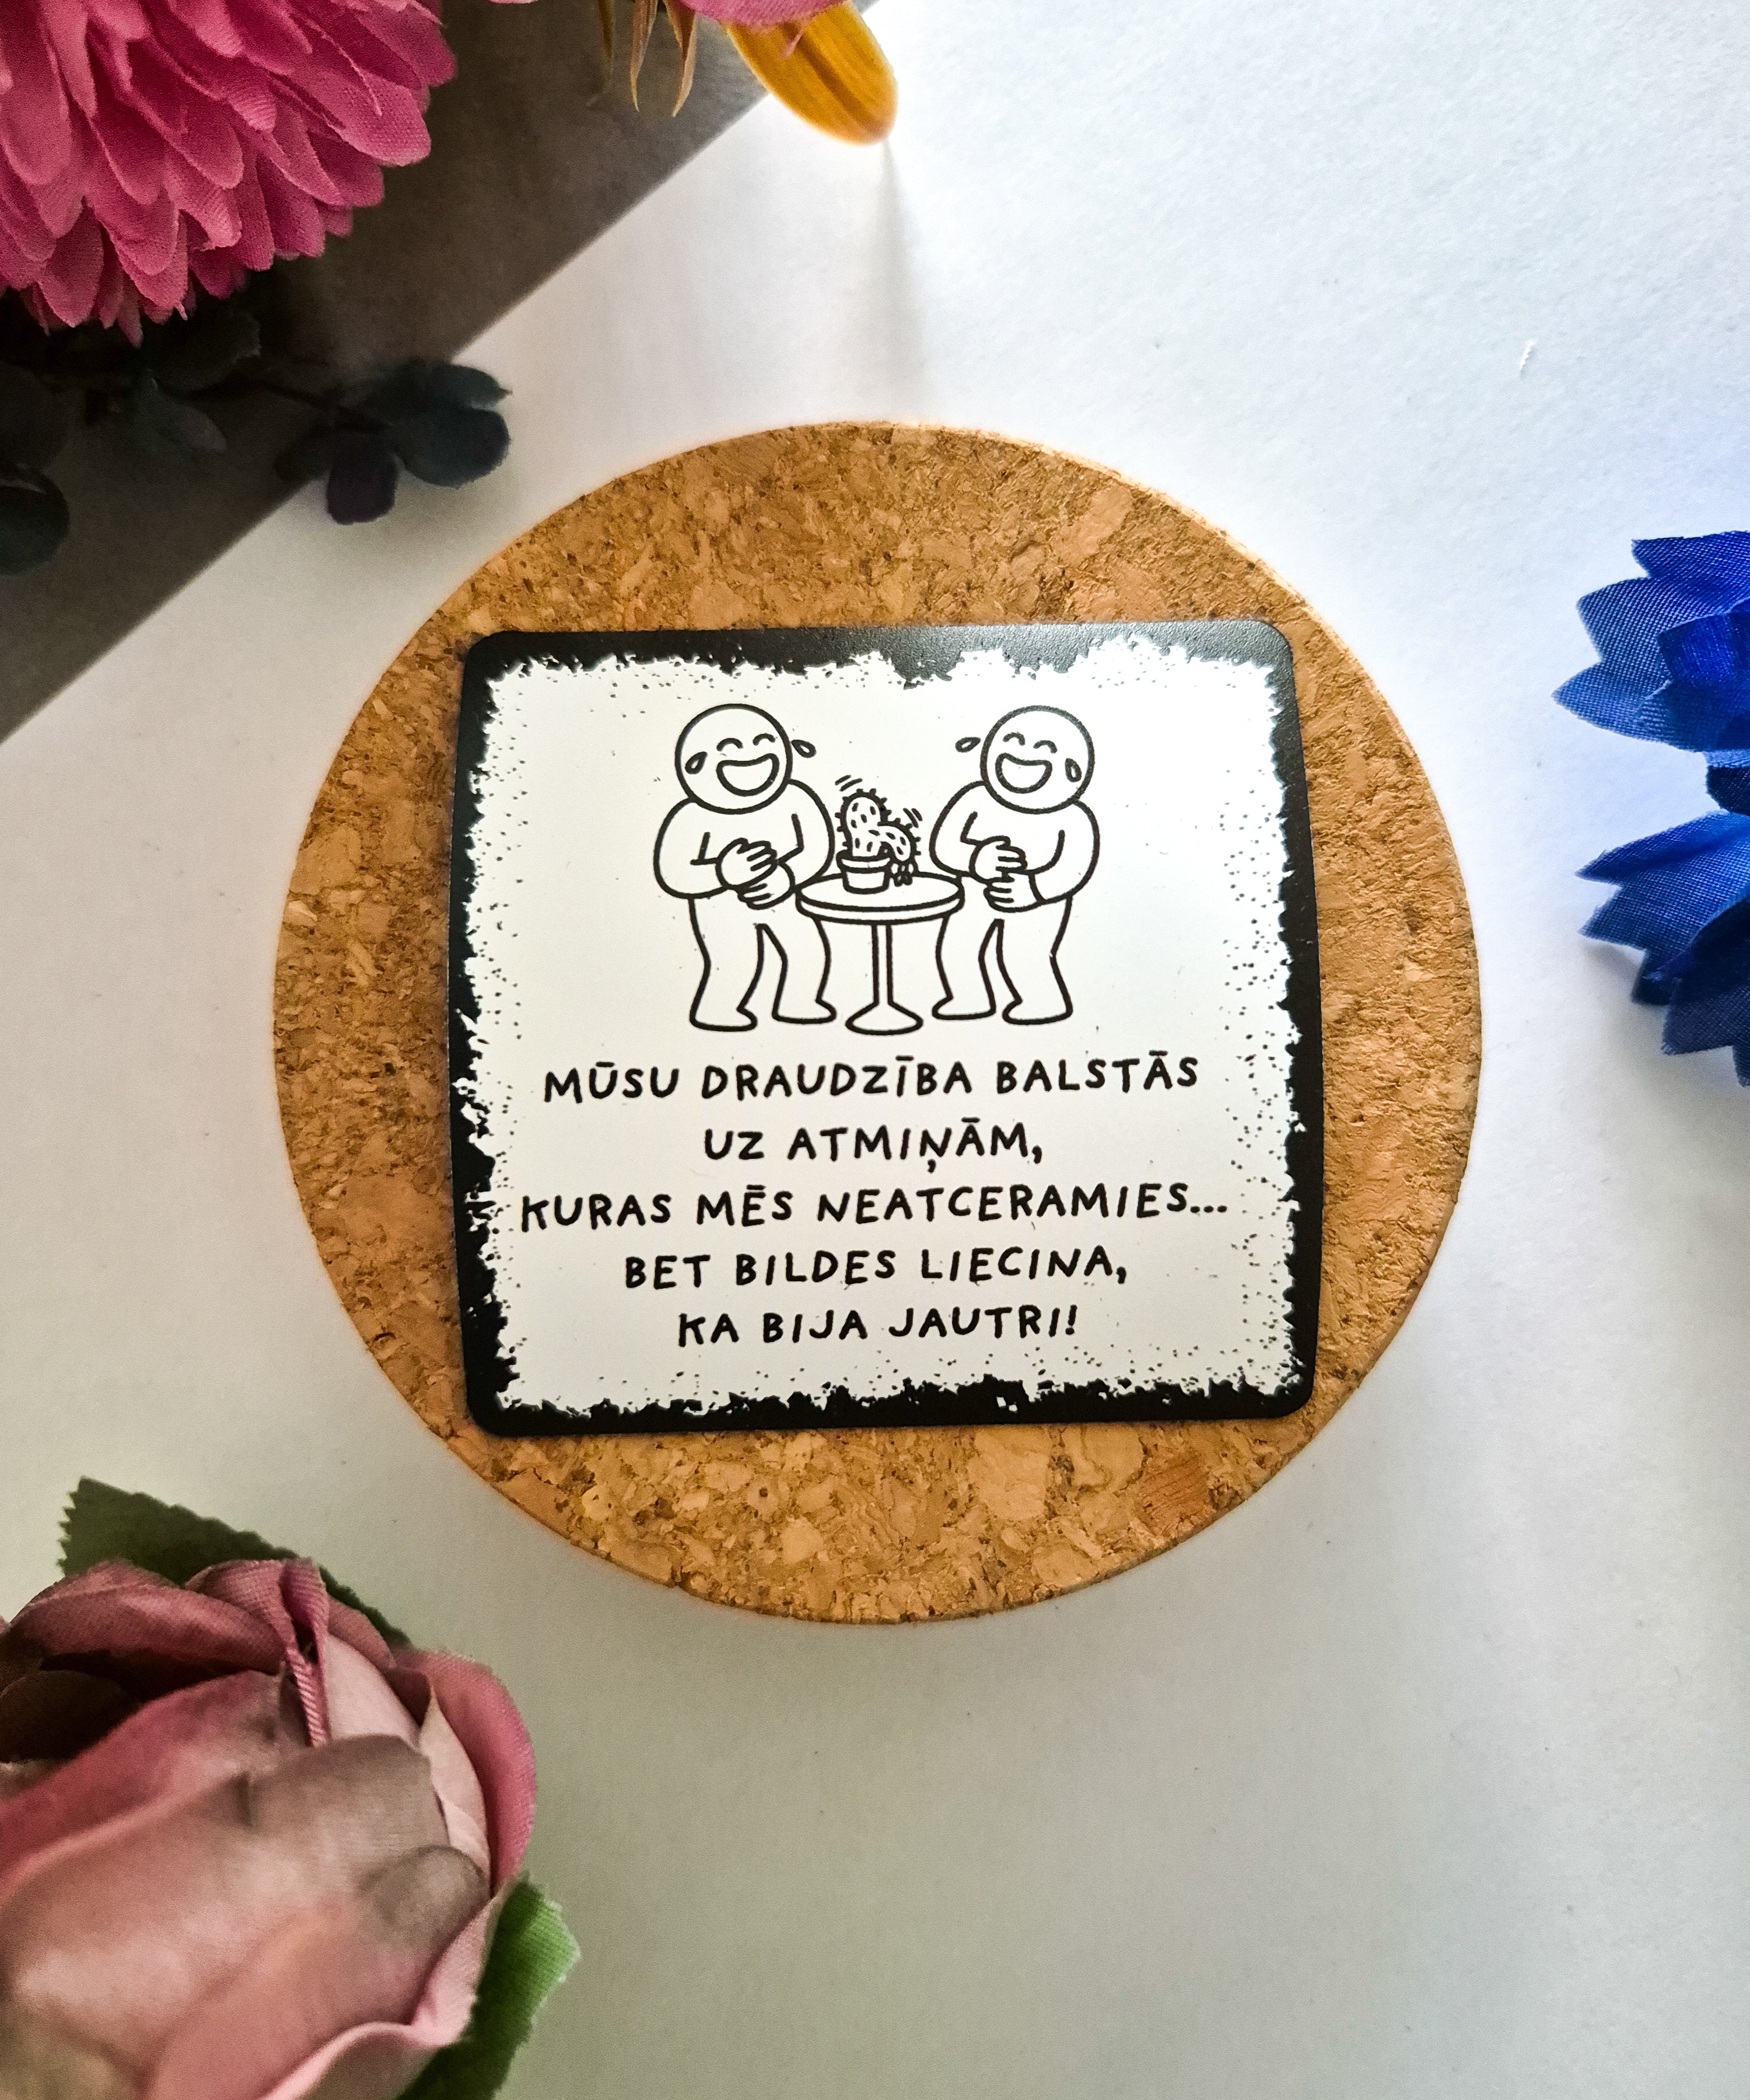 MŪSU DRAUDZĪBA BALSTĀS
UZ ATMIŅĀM,
KURAS MĒS NEATCERAMIES...
BET BILDES LIECINA,
KA BIJA JAUTRI!